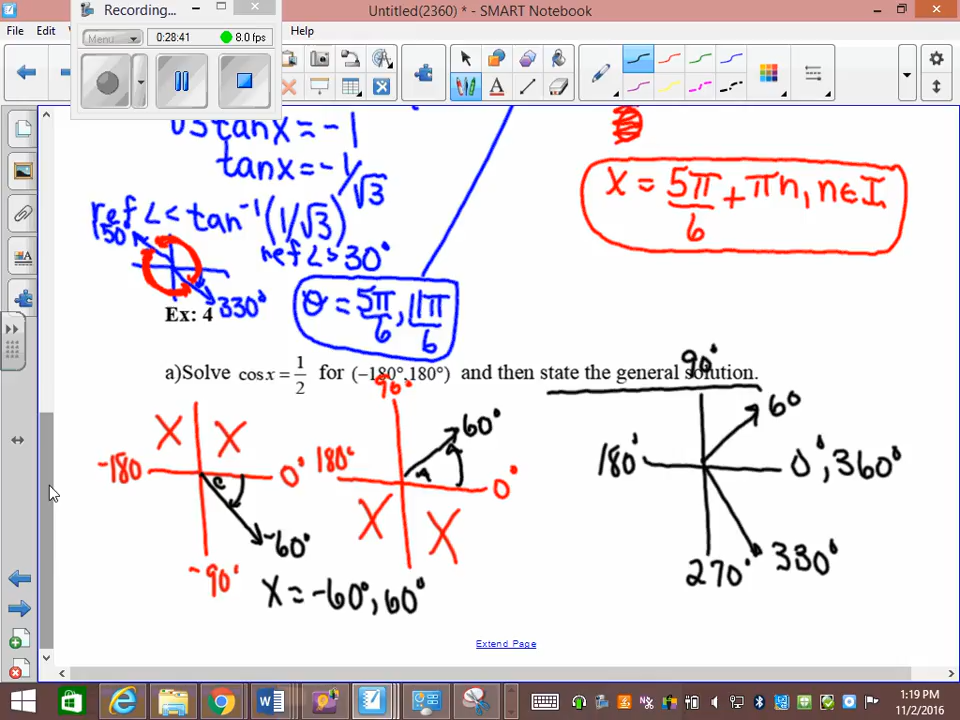 Untitled(2360) * - SMART Notebook
Recording...
File Edit Help
Menu 0:28:41 8.0 fps
√3 tanx = -1
tanx = -1/√3
ref ∠ < tan⁻¹(1/√3)
ref ∠ = 30°
150°
330°
θ = 5π/6, 11π/6
x = 5π/6 + πn, n∈I
Ex: 4
a)Solve cos x = 1/2 for (−180°,180°) and then state the general solution.
X X
-180 0°
C
-60°
-90°
90°
60°
180° A 0°
X X
x = -60°, 60°
90°
60
180° 0°, 360°
270° 330°
Extend Page
1:19 PM
11/2/2016